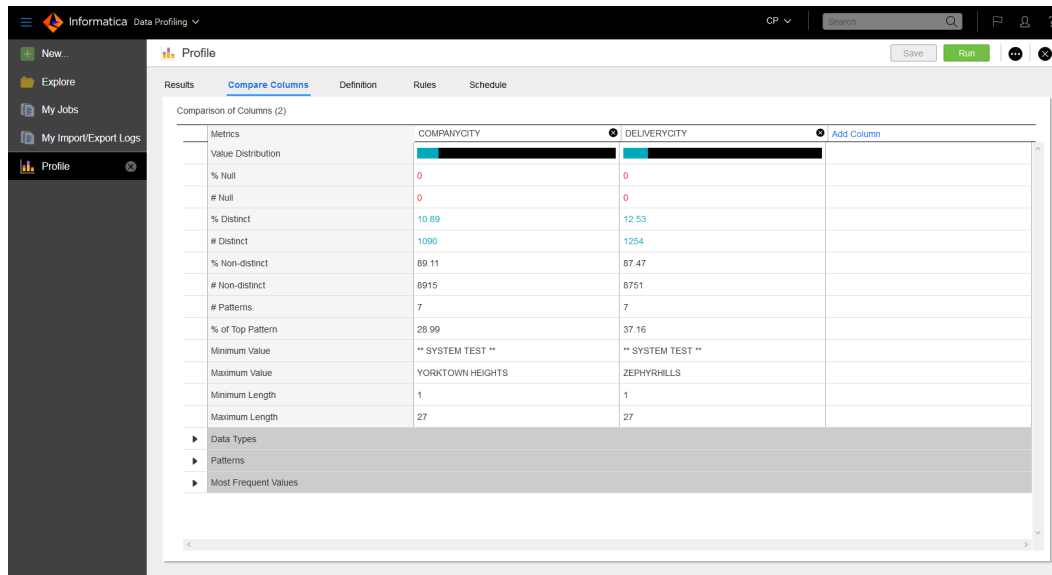 Informatica Data Profiling CP Search ?
New...
Explore
My Jobs
My Import/Export Logs
Profile
Profile Save Run
Results Compare Columns Definition Rules Schedule
Comparison of Columns (2)
Metrics COMPANYCITY DELIVERYCITY Add Column
Value Distribution
% Null 0 0
# Null 0 0
% Distinct 10.89 12.53
# Distinct 1090 1254
% Non-distinct 89.11 87.47
# Non-distinct 8915 8751
# Patterns 7 7
% of Top Pattern 28.99 37.16
Minimum Value ** SYSTEM TEST ** ** SYSTEM TEST **
Maximum Value YORKTOWN HEIGHTS ZEPHYRHILLS
Minimum Length 1 1
Maximum Length 27 27
Data Types
Patterns
Most Frequent Values